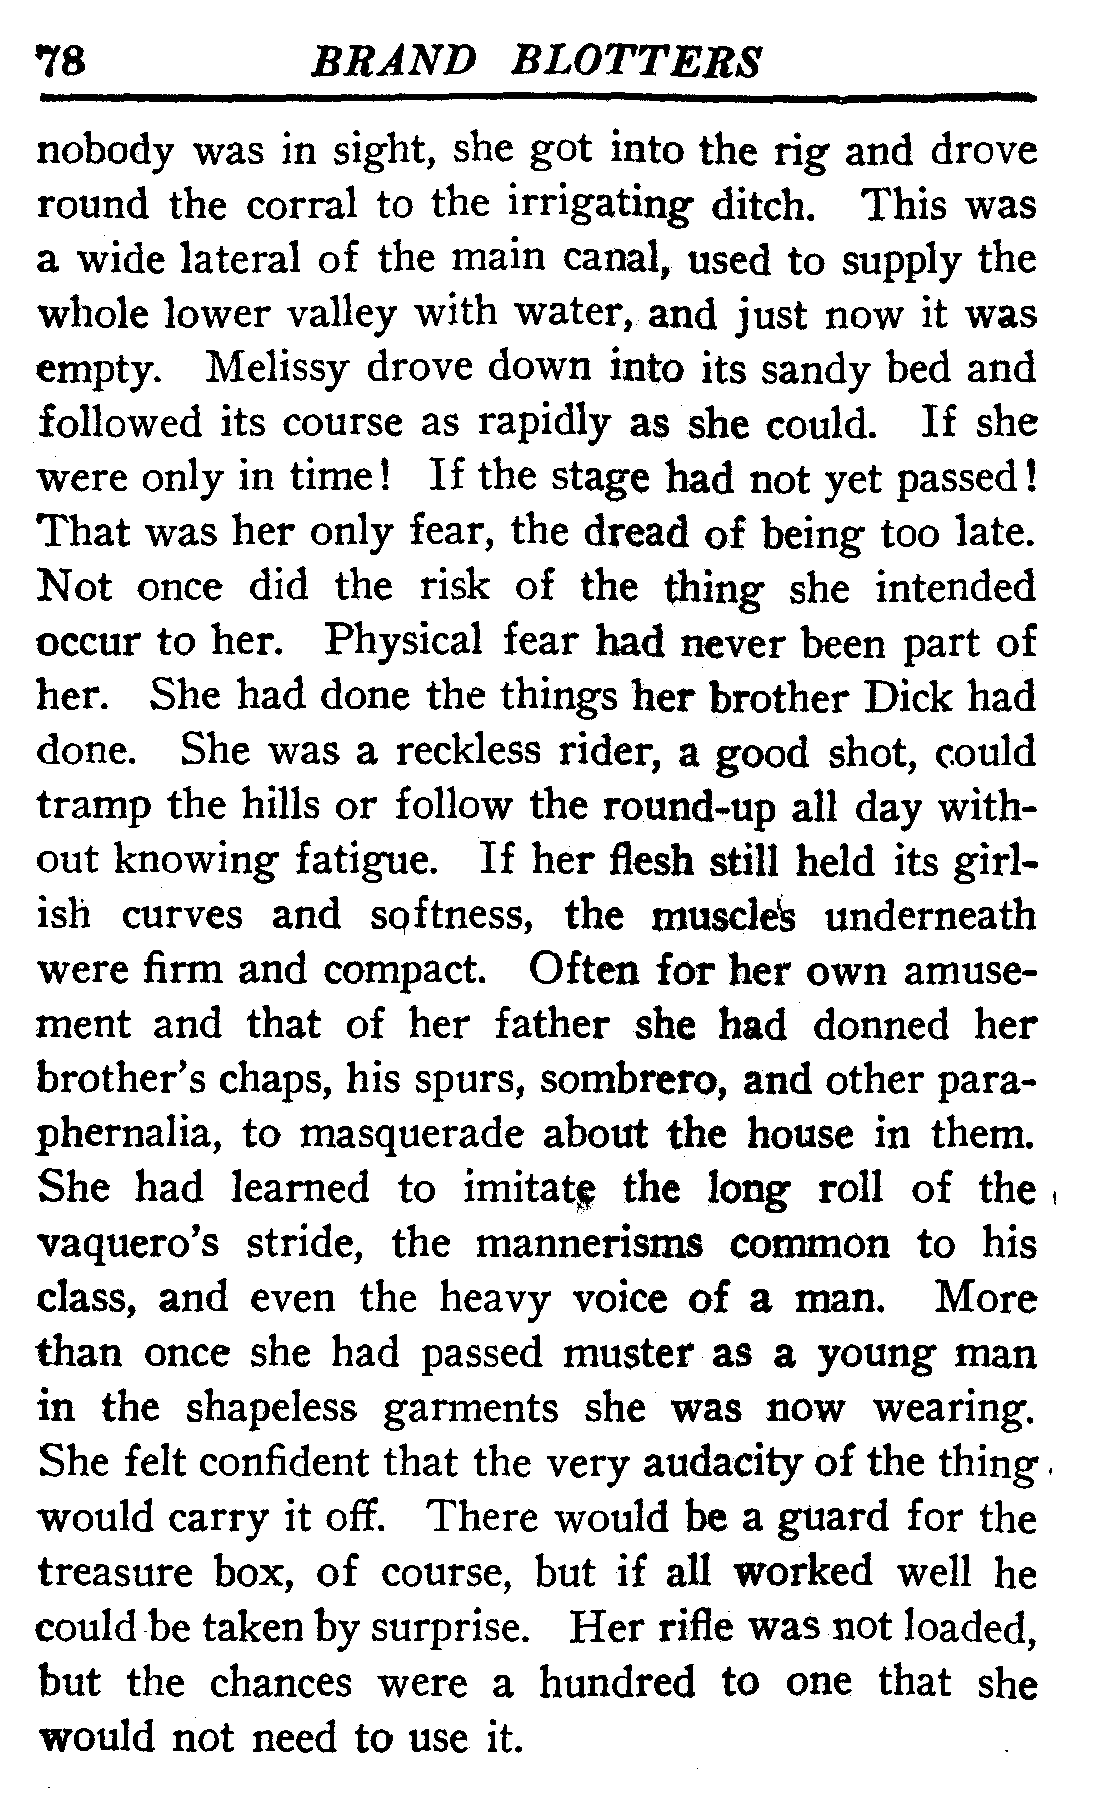 78 BRAND BLOTTERS
nobody was in sight, she got into the rig and drove
round the corral to the irrigating ditch. This was
a wide lateral of the main canal, used to supply the
whole lower valley with water, and just now it was
empty. Melissy drove down into its sandy bed and
followed its course as rapidly as she could. If she
were only in time! If the stage had not yet passed!
That was her only fear, the dread of being too late.
Not once did the risk of the thing she intended
occur to her. Physical fear had never been part of
her. She had done the things her brother Dick had
done. She was a reckless rider, a good shot, could
tramp the hills or follow the round-up all day with-
out knowing fatigue. If her flesh still held its girl-
ish curves and softness, the muscles underneath
were firm and compact. Often for her own amuse-
ment and that of her father she had donned her
brother's chaps, his spurs, sombrero, and other para-
phernalia, to masquerade about the house in them.
She had learned to imitate the long roll of the
vaquero's stride, the mannerisms common to his
class, and even the heavy voice of a man. More
than once she had passed muster as a young man
in the shapeless garments she was now wearing.
She felt confident that the very audacity of the thing
would carry it off. There would be a guard for the
treasure box, of course, but if all worked well he
could be taken by surprise. Her rifle was not loaded,
but the chances were a hundred to one that she
would not need to use it.